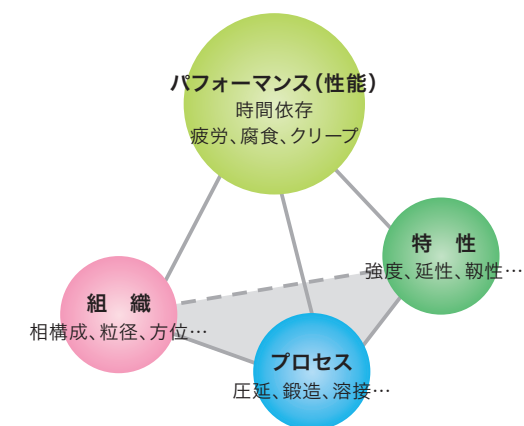 パフォーマンス（性能）
時間依存
疲労、腐食、クリープ
特　性
強度、延性、靱性…
組　織
相構成、粒径、方位…
プロセス
圧延、鍛造、溶接…